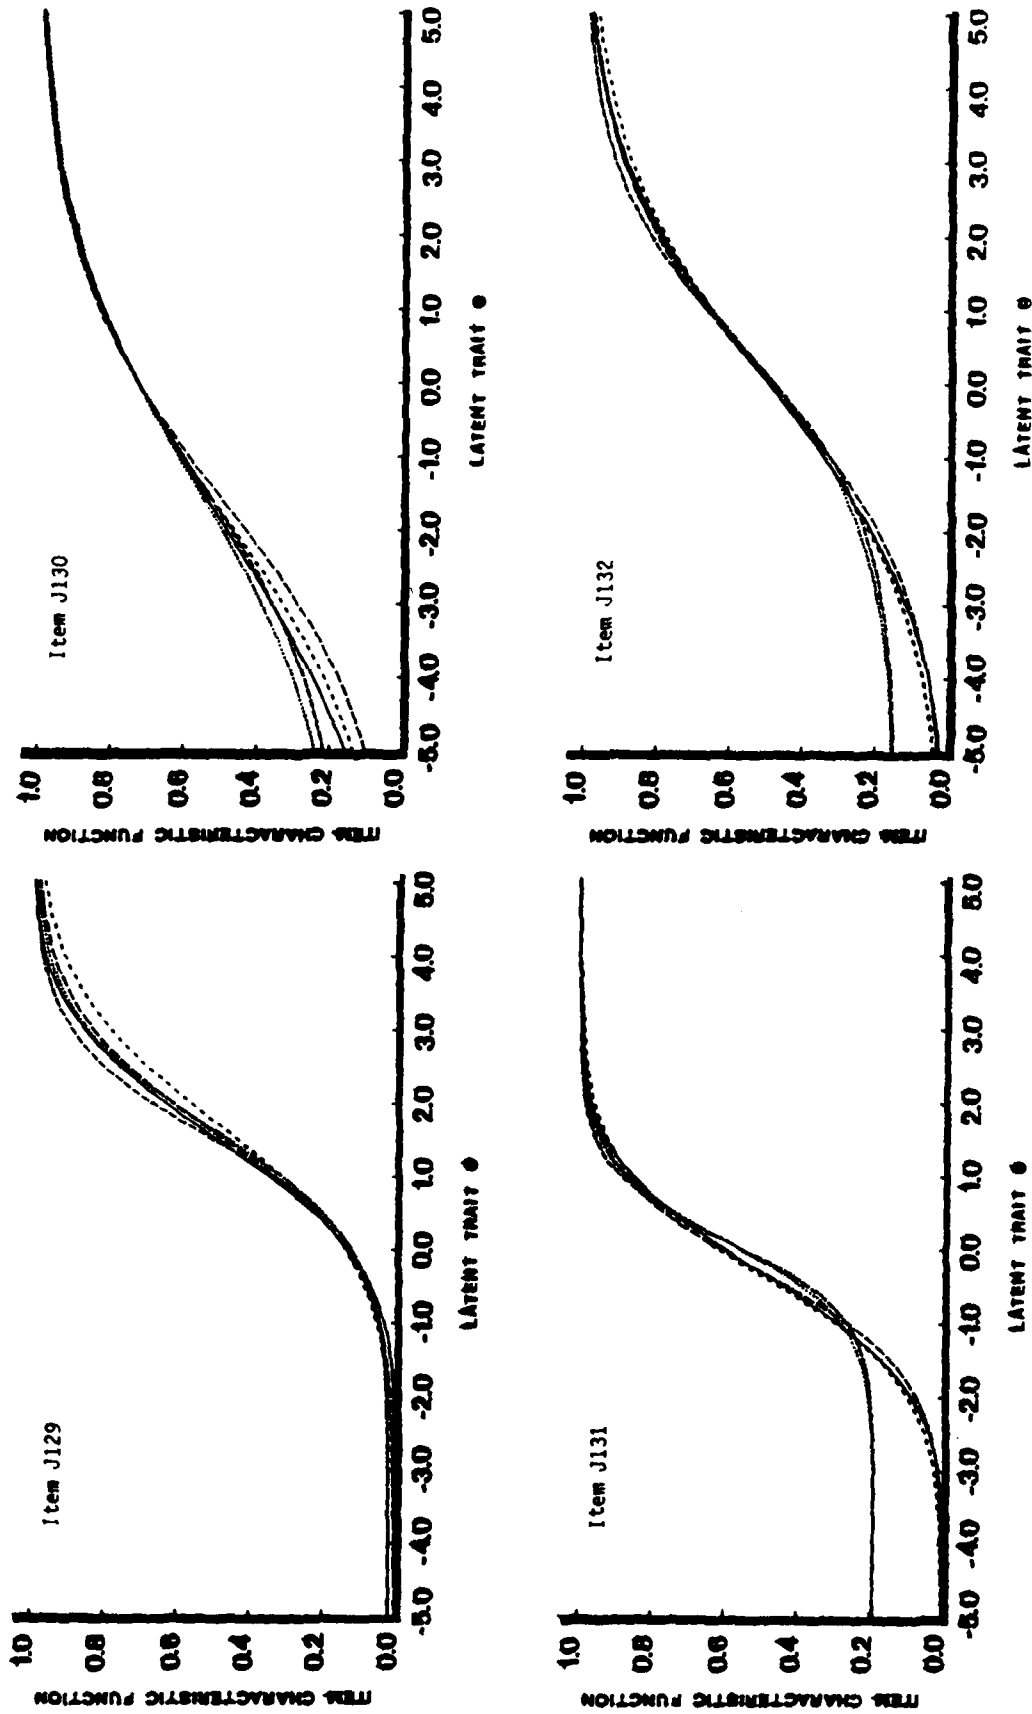 ITEM CHARACTERISTIC FUNCTION
1.0
0.8
0.6
0.4
0.2
0.0
Item J129
-5.0 -4.0 -3.0 -2.0 -1.0 0.0 1.0 2.0 3.0 4.0 5.0
LATENT TRAIT θ
ITEM CHARACTERISTIC FUNCTION
1.0
0.8
0.6
0.4
0.2
0.0
Item J130
-5.0 -4.0 -3.0 -2.0 -1.0 0.0 1.0 2.0 3.0 4.0 5.0
LATENT TRAIT θ
ITEM CHARACTERISTIC FUNCTION
1.0
0.8
0.6
0.4
0.2
0.0
Item J131
-5.0 -4.0 -3.0 -2.0 -1.0 0.0 1.0 2.0 3.0 4.0 5.0
LATENT TRAIT θ
ITEM CHARACTERISTIC FUNCTION
1.0
0.8
0.6
0.4
0.2
0.0
Item J132
-5.0 -4.0 -3.0 -2.0 -1.0 0.0 1.0 2.0 3.0 4.0 5.0
LATENT TRAIT θ